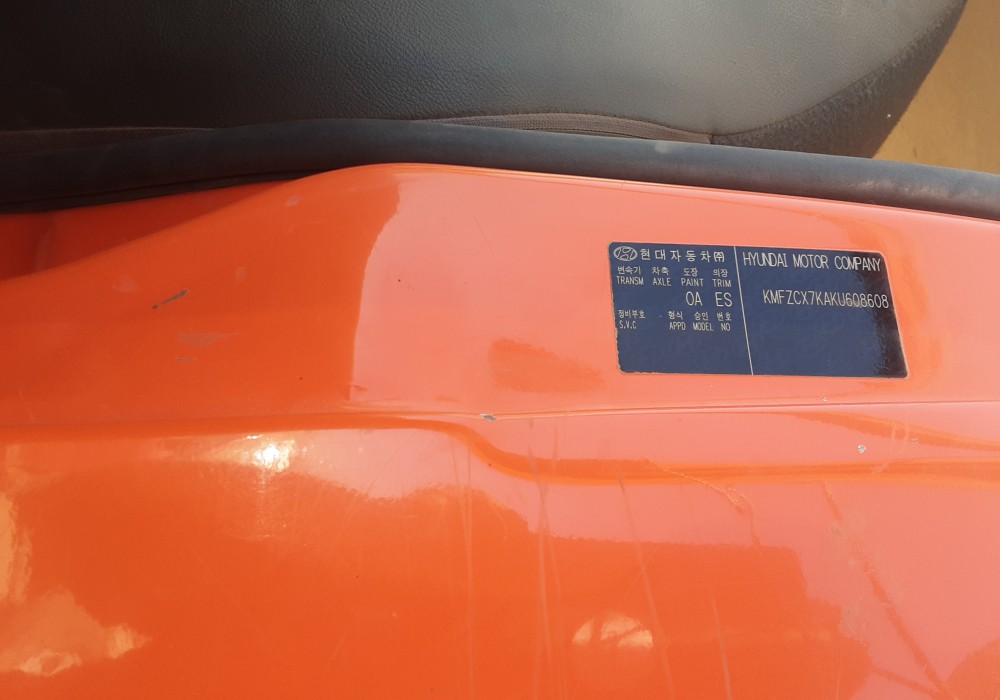 현대자동차㈜
변속기 차축 도장 의장
TRANSM AXLE PAINT TRIM
OA ES
정비부호 형식 승인 번호
S.V.C APPD MODEL NO
HYUNDAI MOTOR COMPANY
KMFZCX7KAKU608608